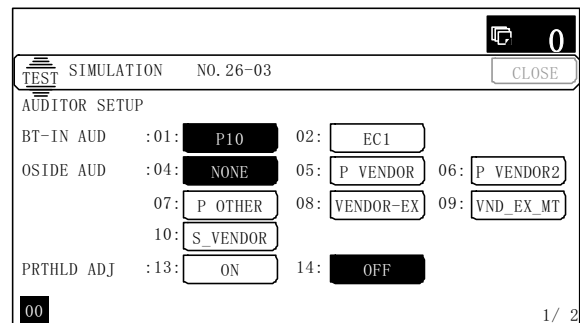 0
TEST SIMULATION NO. 26-03 CLOSE
AUDITOR SETUP
BT-IN AUD :01: P10 02: EC1
OSIDE AUD :04: NONE 05: P VENDOR 06: P VENDOR2
07: P OTHER 08: VENDOR-EX 09: VND_EX_MT
10: S_VENDOR
PRTHLD ADJ :13: ON 14: OFF
00 1/ 2